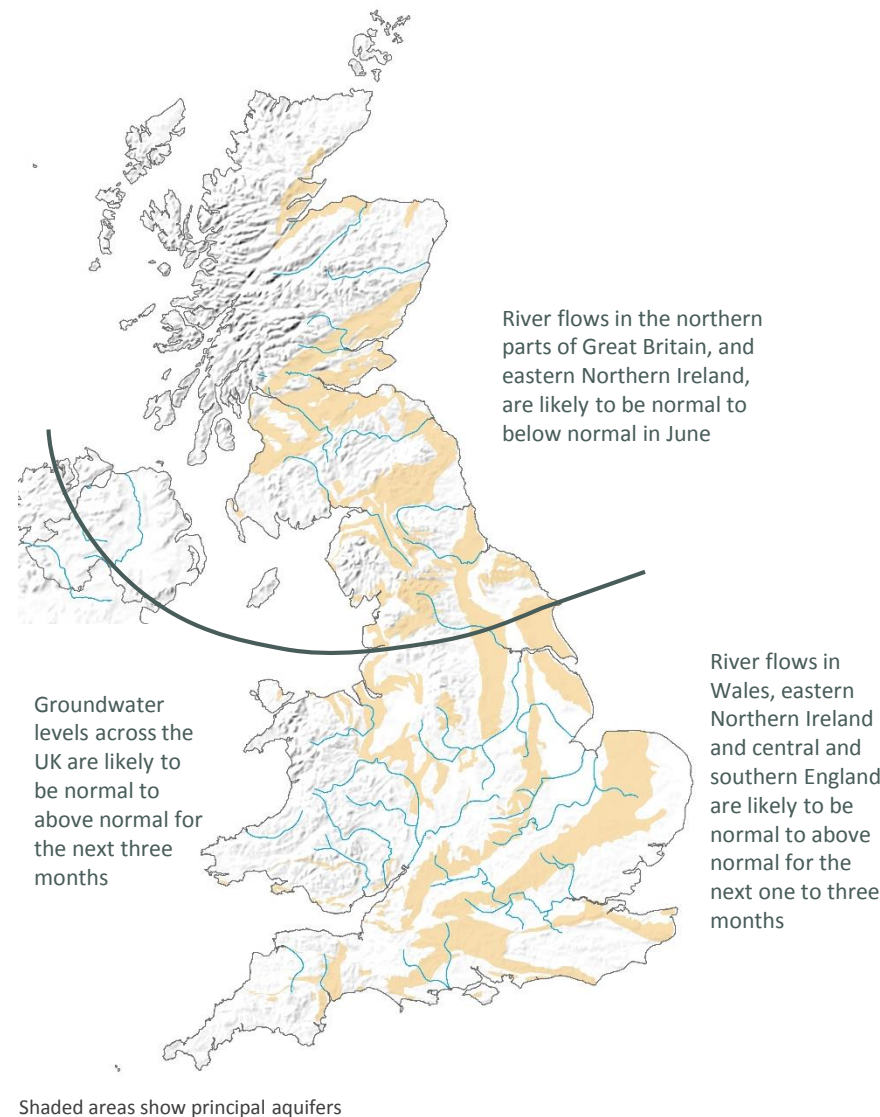 River flows in the northern
parts of Great Britain, and
eastern Northern Ireland,
are likely to be normal to
below normal in June
Groundwater
levels across the
UK are likely to
be normal to
above normal for
the next three
months
River flows in
Wales, eastern
Northern Ireland
and central and
southern England
are likely to be
normal to above
normal for the
next one to three
months
Shaded areas show principal aquifers